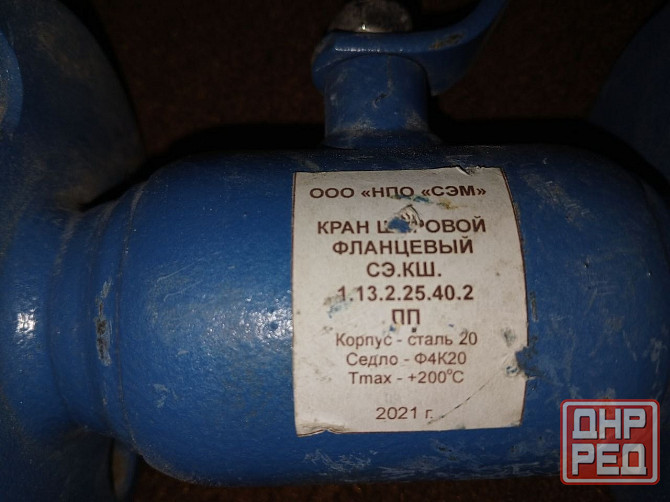 ООО «НПО «СЭМ»
КРАН ШАРОВОЙ
ФЛАНЦЕВЫЙ
СЭ.КШ.
1.13.2.25.40.2
ПП
Корпус - сталь 20
Седло - Ф4К20
Tmax - +200°С
2021 г.
ДНР
РЕД